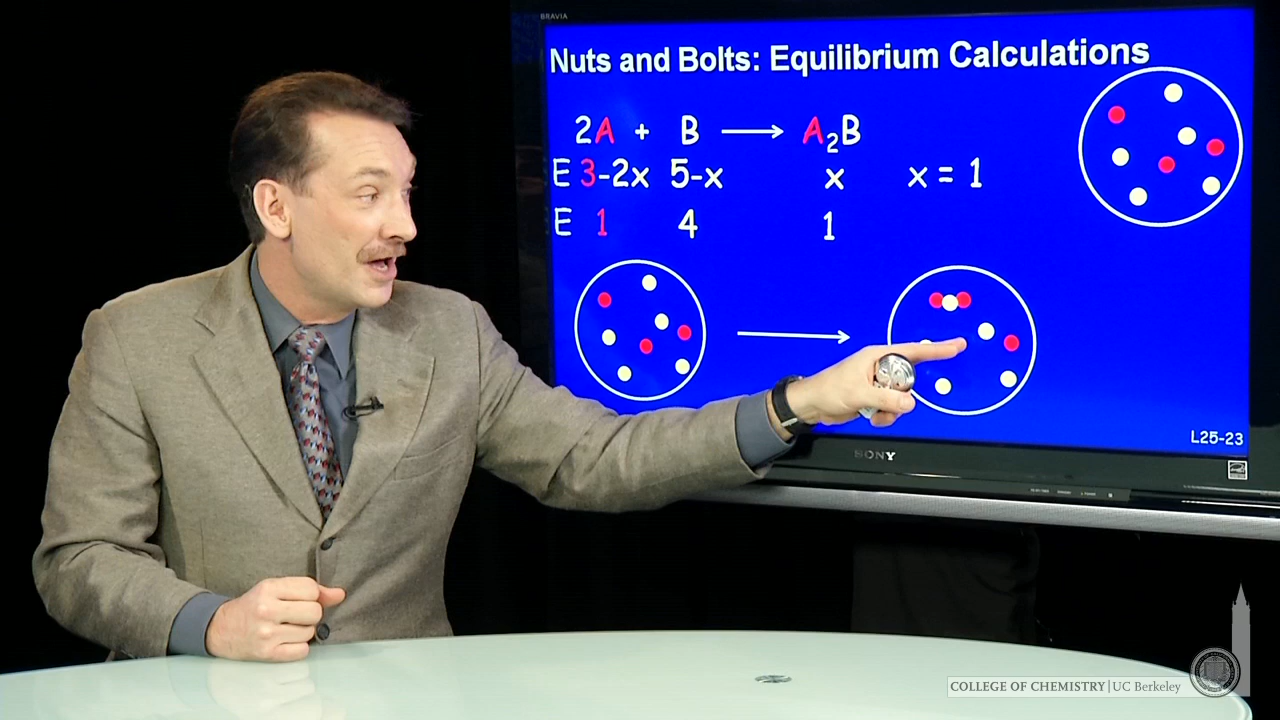 BRAVIA
Nuts and Bolts: Equilibrium Calculations
2A + B → A₂B
E 3-2x 5-x x x = 1
E 1 4 1
L25-23
SONY
COLLEGE OF CHEMISTRY | UC Berkeley